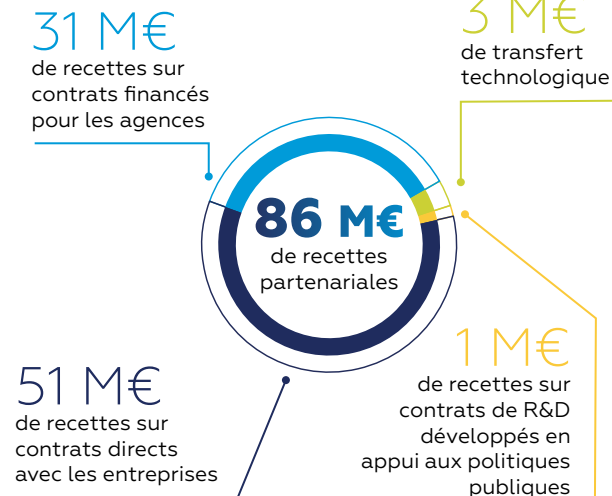 31 M€
de recettes sur
contrats financés
pour les agences
3 M€
de transfert
technologique
86 M€
de recettes
partenariales
51 M€
de recettes sur
contrats directs
avec les entreprises
1 M€
de recettes sur
contrats de R&D
développés en
appui aux politiques
publiques